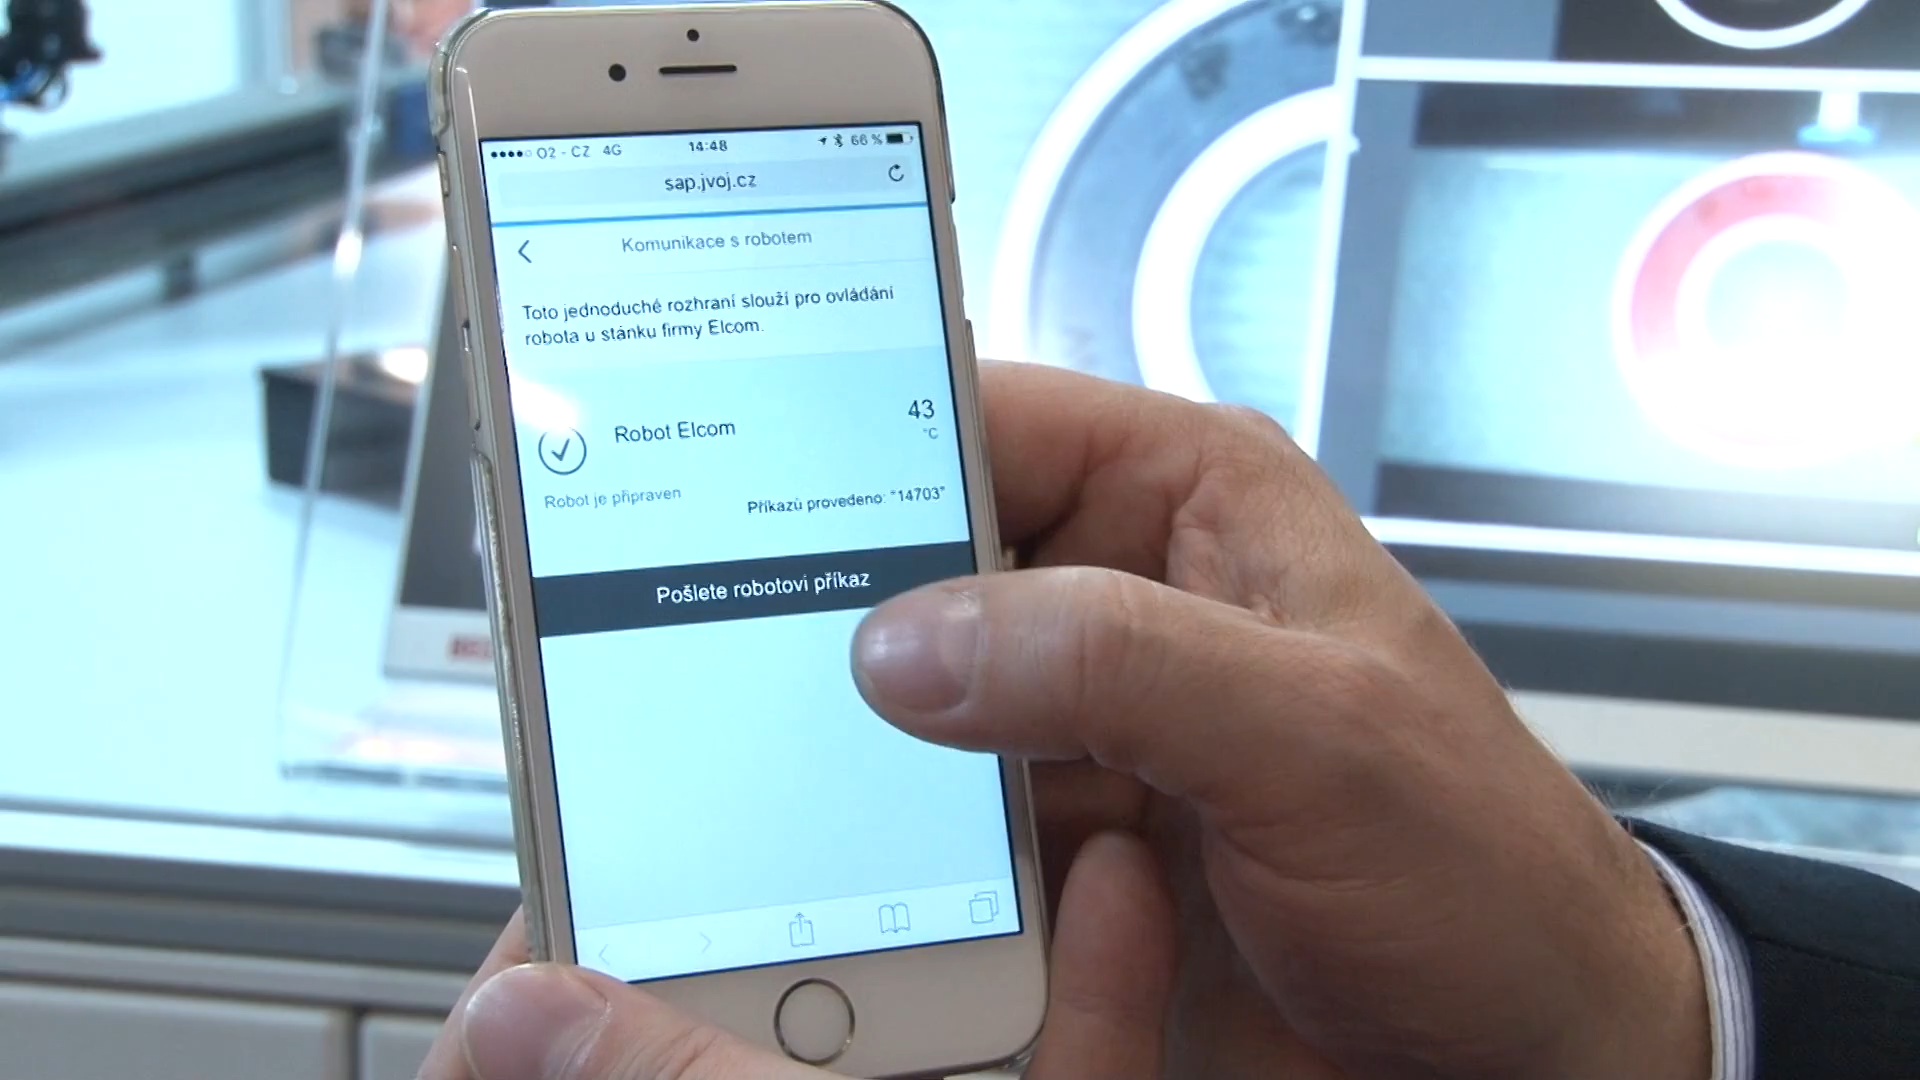 O2 - CZ 4G 14:48 66 %
sap.jvoj.cz
Komunikace s robotem
Toto jednoduché rozhraní slouží pro ovládání
robota u stánku firmy Elcom.
Robot Elcom 43
°C
Robot je připraven Příkazů provedeno: "14703"
Pošlete robotovi příkaz